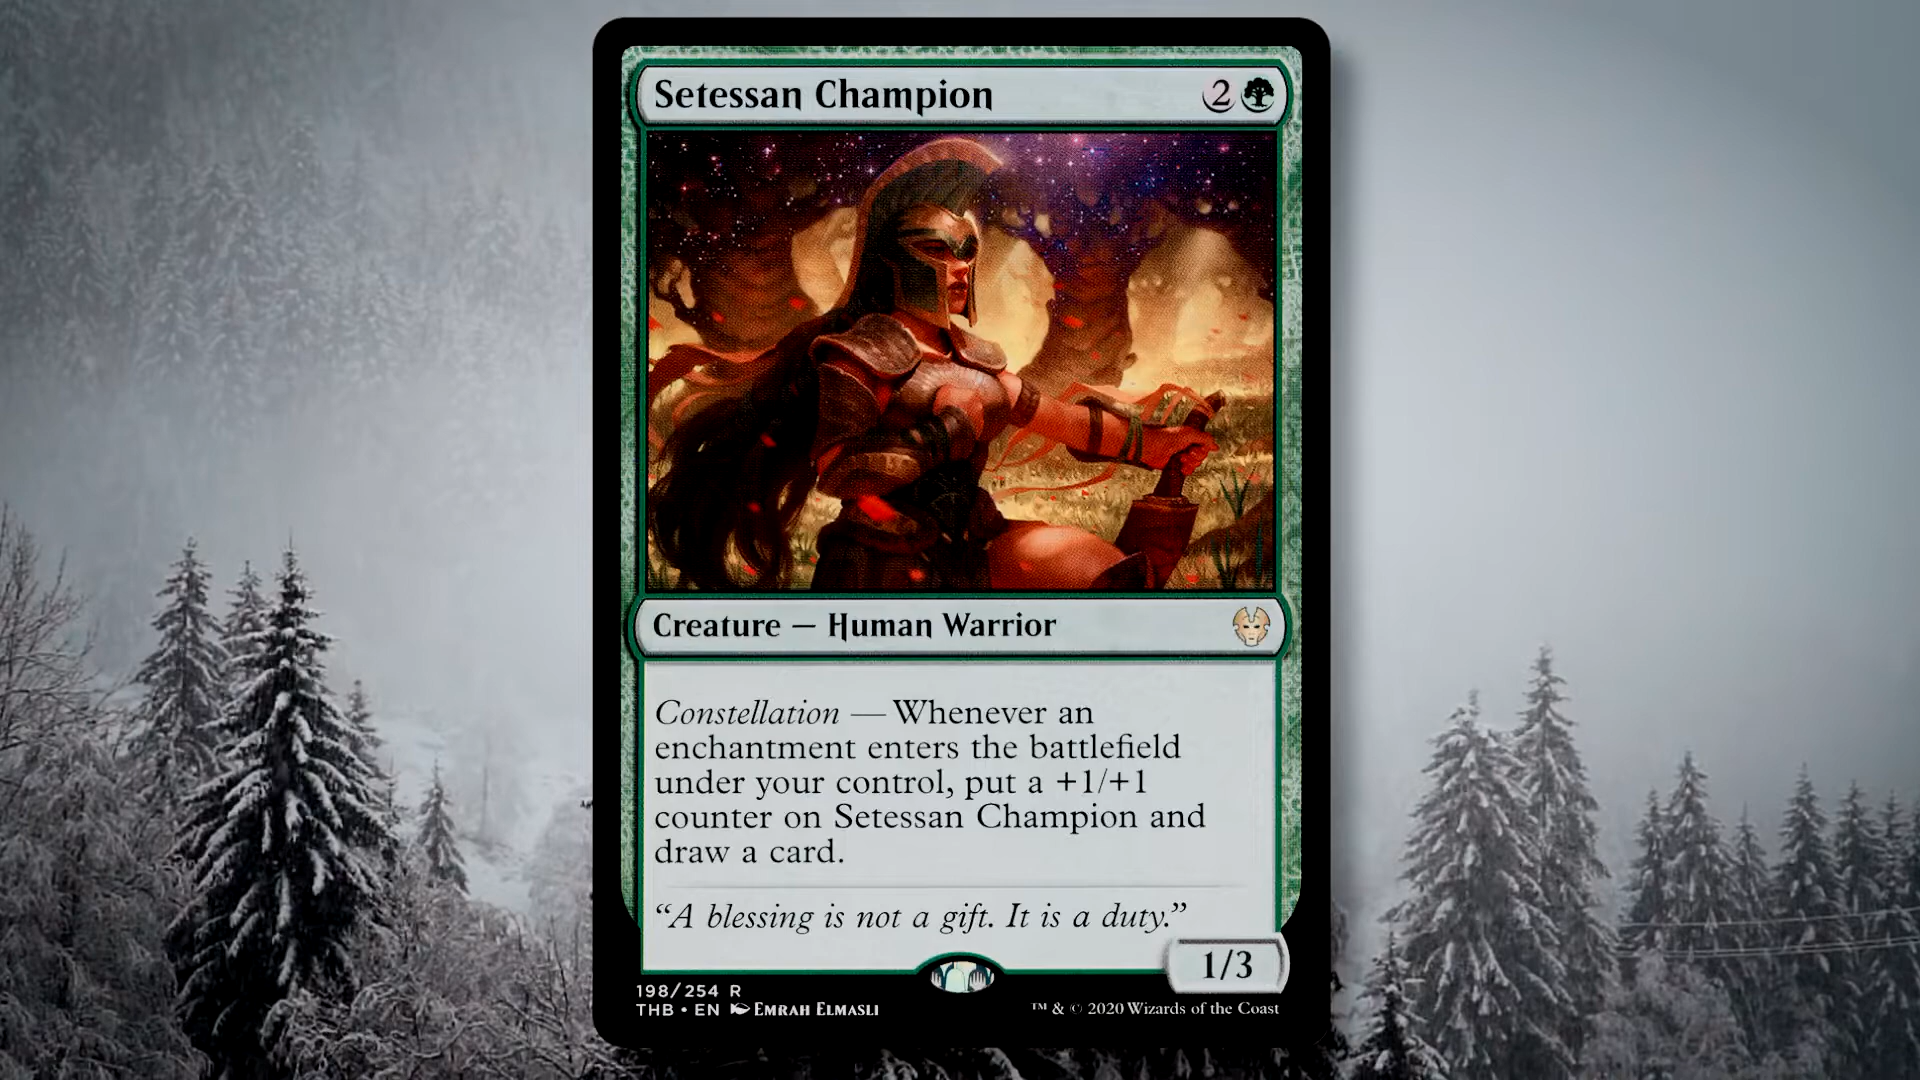 Setessan Champion 2
Creature — Human Warrior
Constellation — Whenever an
enchantment enters the battlefield
under your control, put a +1/+1
counter on Setessan Champion and
draw a card.
“A blessing is not a gift. It is a duty.”
1/3
198/254 R
THB • EN Emrah Elmasli
™ & © 2020 Wizards of the Coast